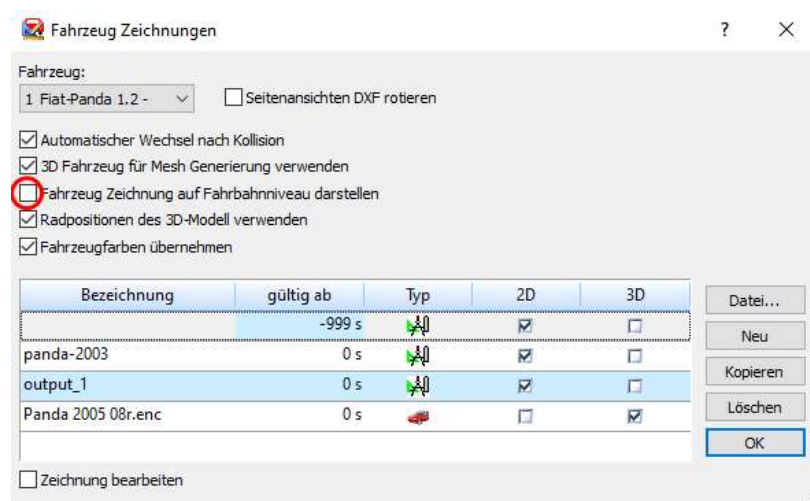 Fahrzeug Zeichnungen ?
Fahrzeug:
1 Fiat-Panda 1.2 - Seitenansichten DXF rotieren
Automatischer Wechsel nach Kollision
3D Fahrzeug für Mesh Generierung verwenden
Fahrzeug Zeichnung auf Fahrbahnniveau darstellen
Radpositionen des 3D-Modell verwenden
Fahrzeugfarben übernehmen
Bezeichnung gültig ab Typ 2D 3D
-999 s
panda-2003 0 s
output_1 0 s
Panda 2005 08r.enc 0 s
Datei...
Neu
Kopieren
Löschen
OK
Zeichnung bearbeiten